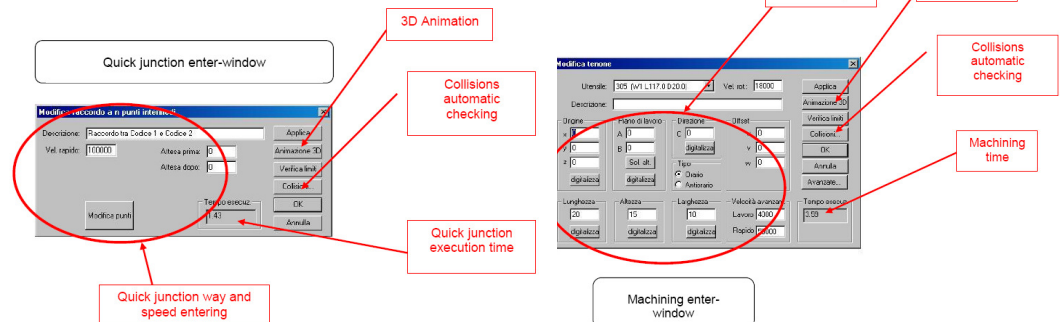 3D Animation
Quick junction enter-window
Collisions
automatic
checking
Modifica raccordo a n punti intermedi
Descrizione: Raccordo tra Codice 1 e Codice 2
Applica
Vel. rapido: 100000
Attesa prima: 0
Animazione 3D
Attesa dopo: 0
Verifica limiti
Collisioni...
Modifica punti
Tempo esecuz.
1.43
OK
Annulla
Quick junction
execution time
Quick junction way and
speed entering
Modifica tenone
Utensile: 305 (W1 L117.0 D20.0)
Vel. rot.: 18000
Applica
Descrizione:
Animazione 3D
Verifica limiti
Origine
Piano di lavoro
Direzione
Offset
Collisioni...
x
A 0
C 0
0
y 0
B 0
digitalizza
v 0
OK
z 0
Sol. alt.
Tipo
w 0
Annulla
digitalizza
Orario
Antiorario
Avanzate...
Lunghezza
Altezza
Larghezza
Velocità avanzam.
Tempo esecuz.
20
15
10
Lavoro 4000
3.59
digitalizza
digitalizza
digitalizza
Rapido
Collisions
automatic
checking
Machining
time
Machining enter-
window